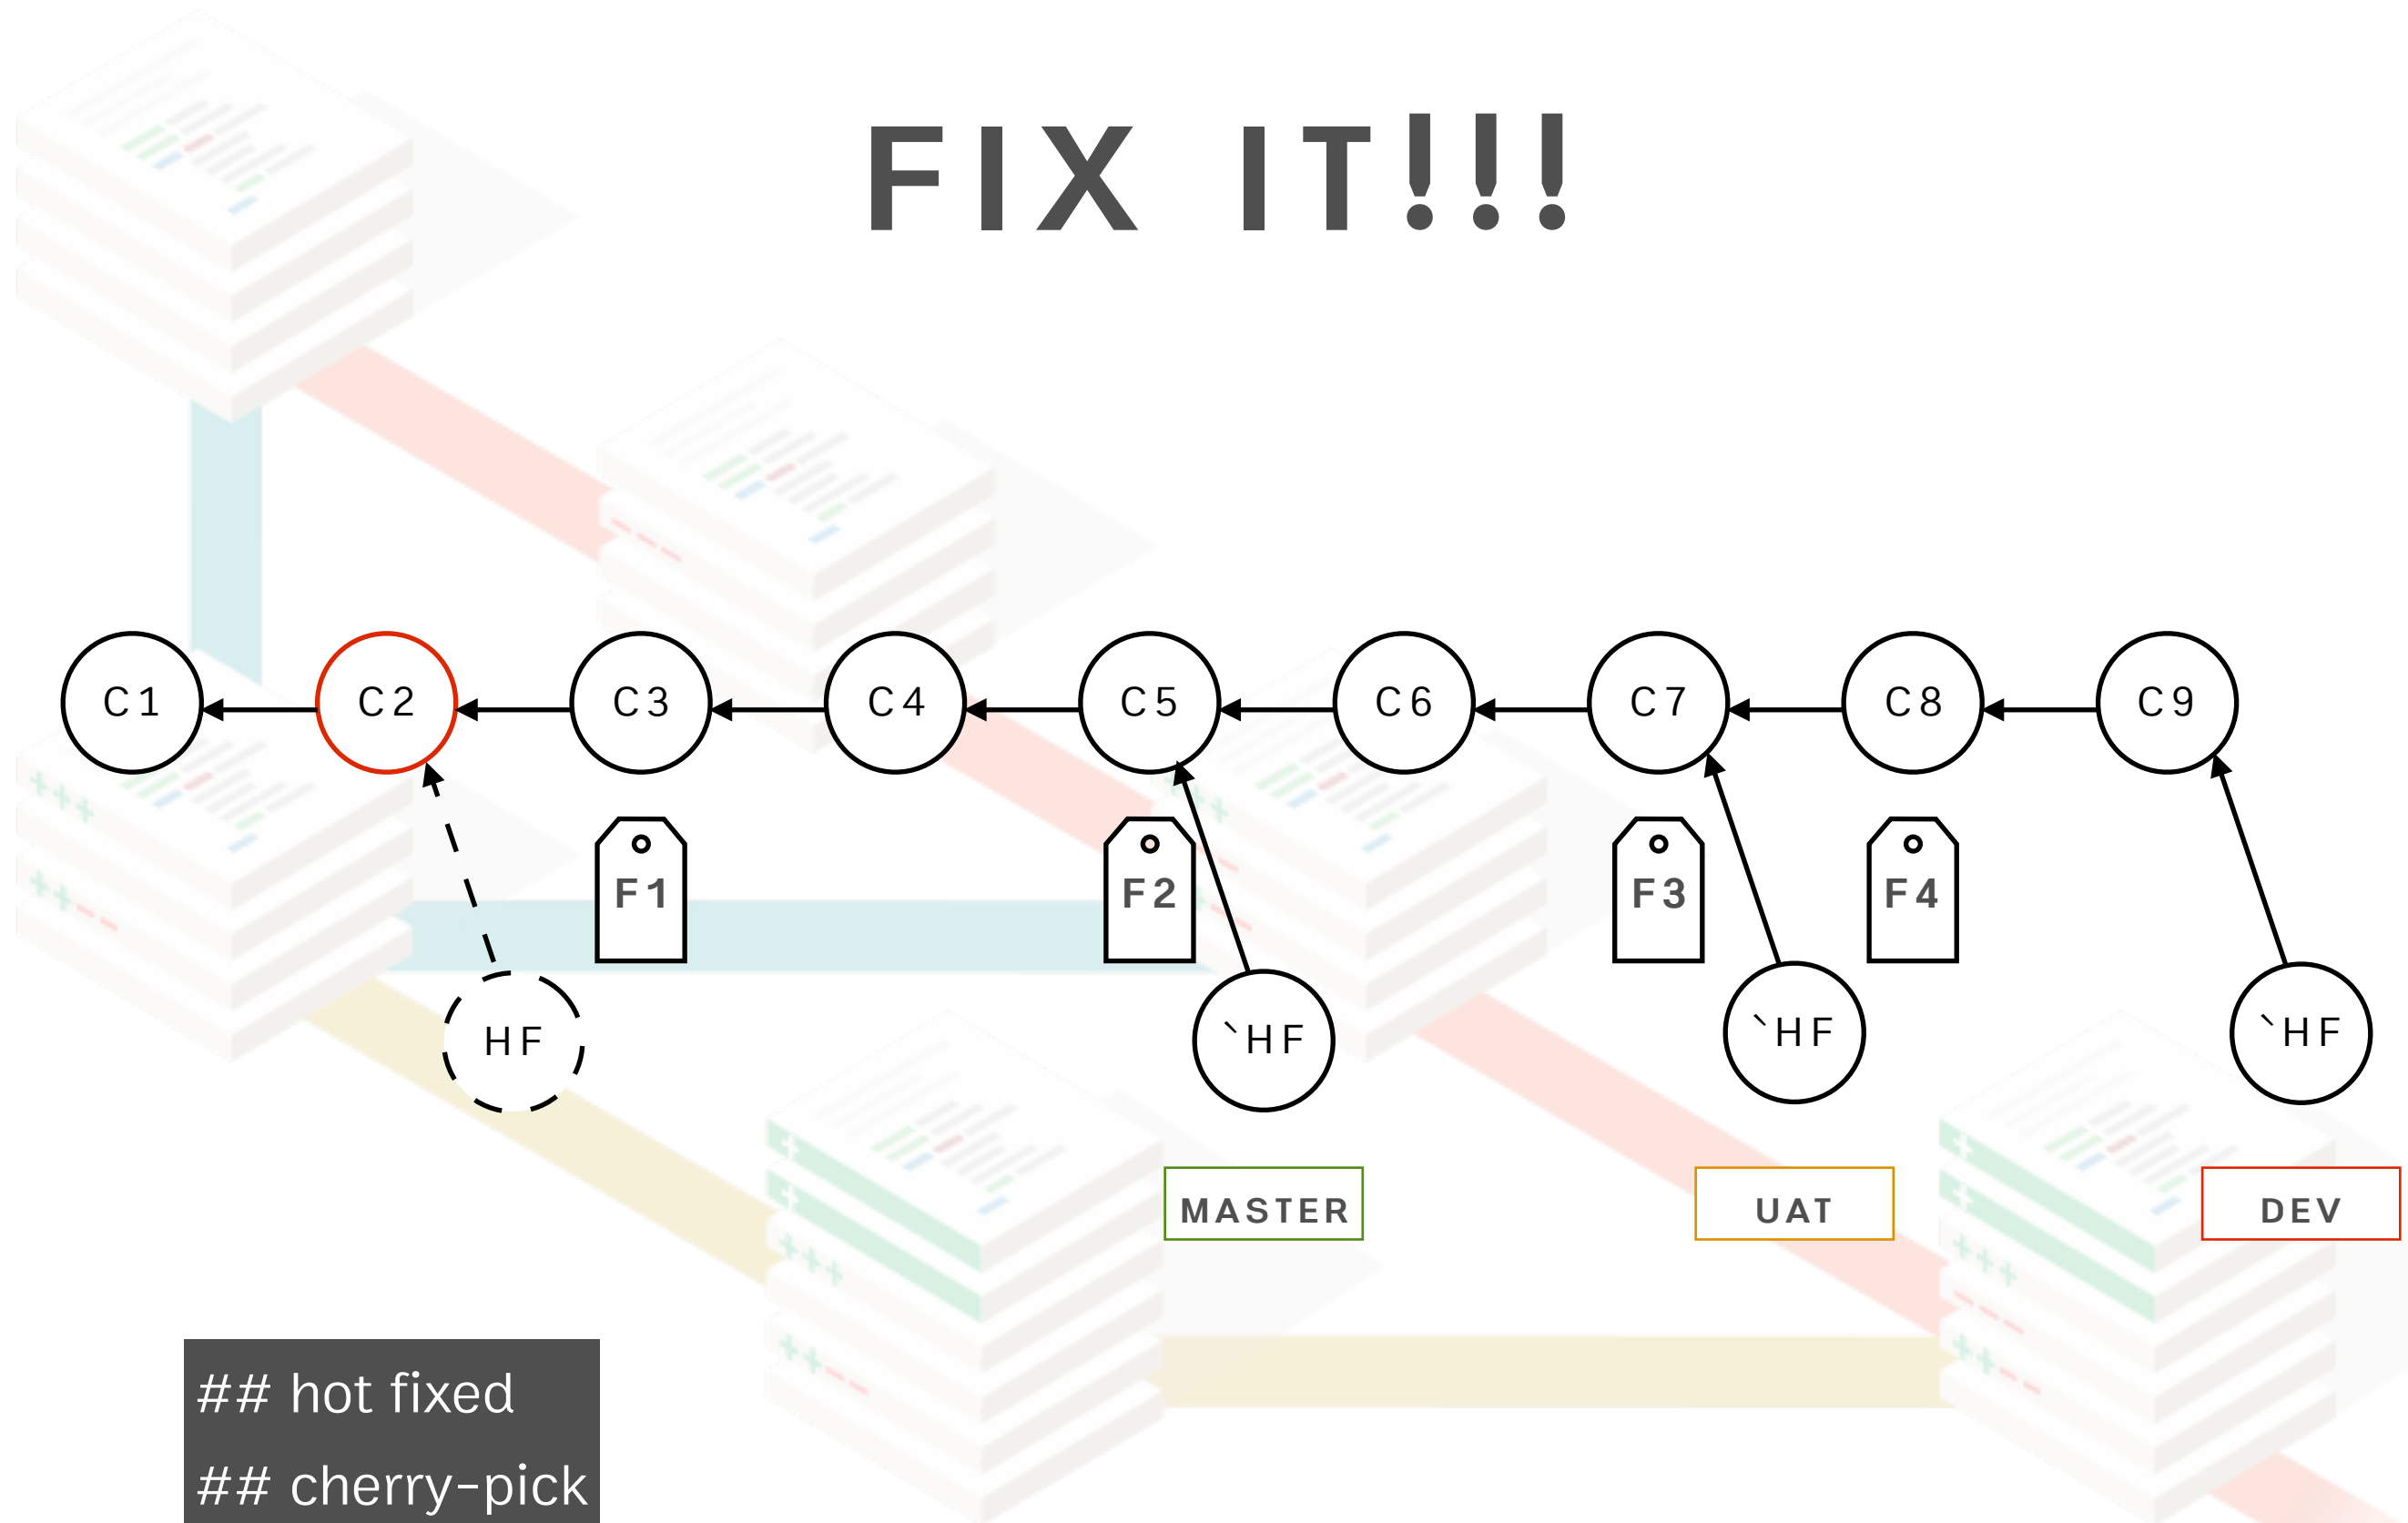 FIX IT!!!
C1 C2 C3 C4 C5 C6 C7 C8 C9
F1 F2 F3 F4
HF `HF `HF `HF
MASTER UAT DEV
## hot fixed
## cherry-pick